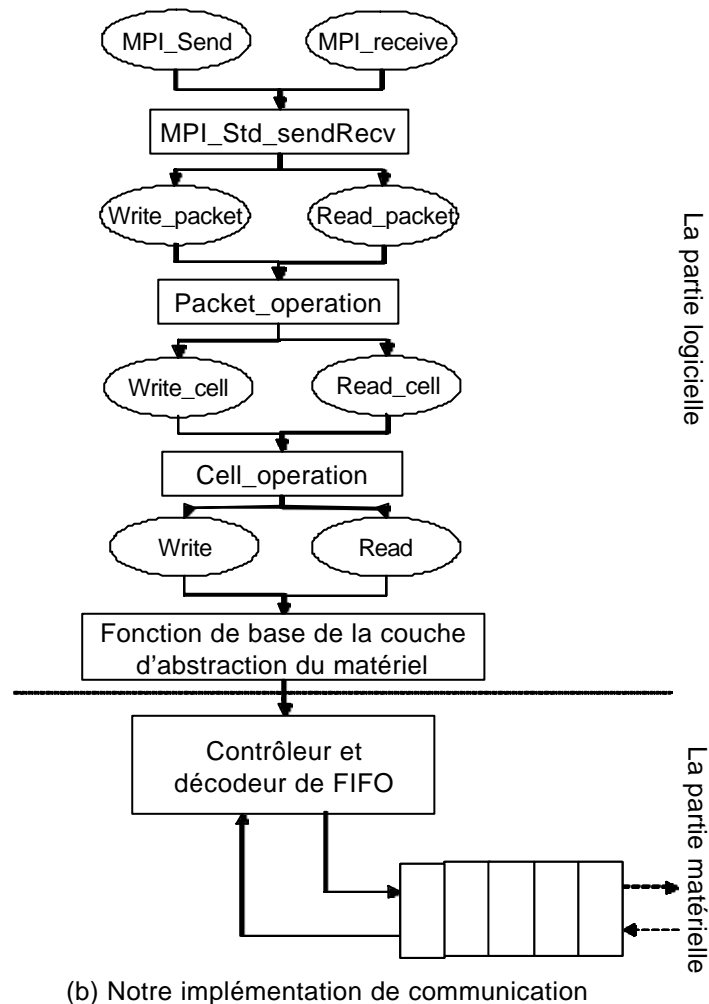 MPI_Send
MPI_receive
MPI_Std_sendRecv
Write_packet
Read_packet
Packet_operation
Write_cell
Read_cell
Cell_operation
Write
Read
Fonction de base de la couche
d'abstraction du matériel
La partie logicielle
Contrôleur et
décodeur de FIFO
La partie matérielle
(b) Notre implémentation de communication